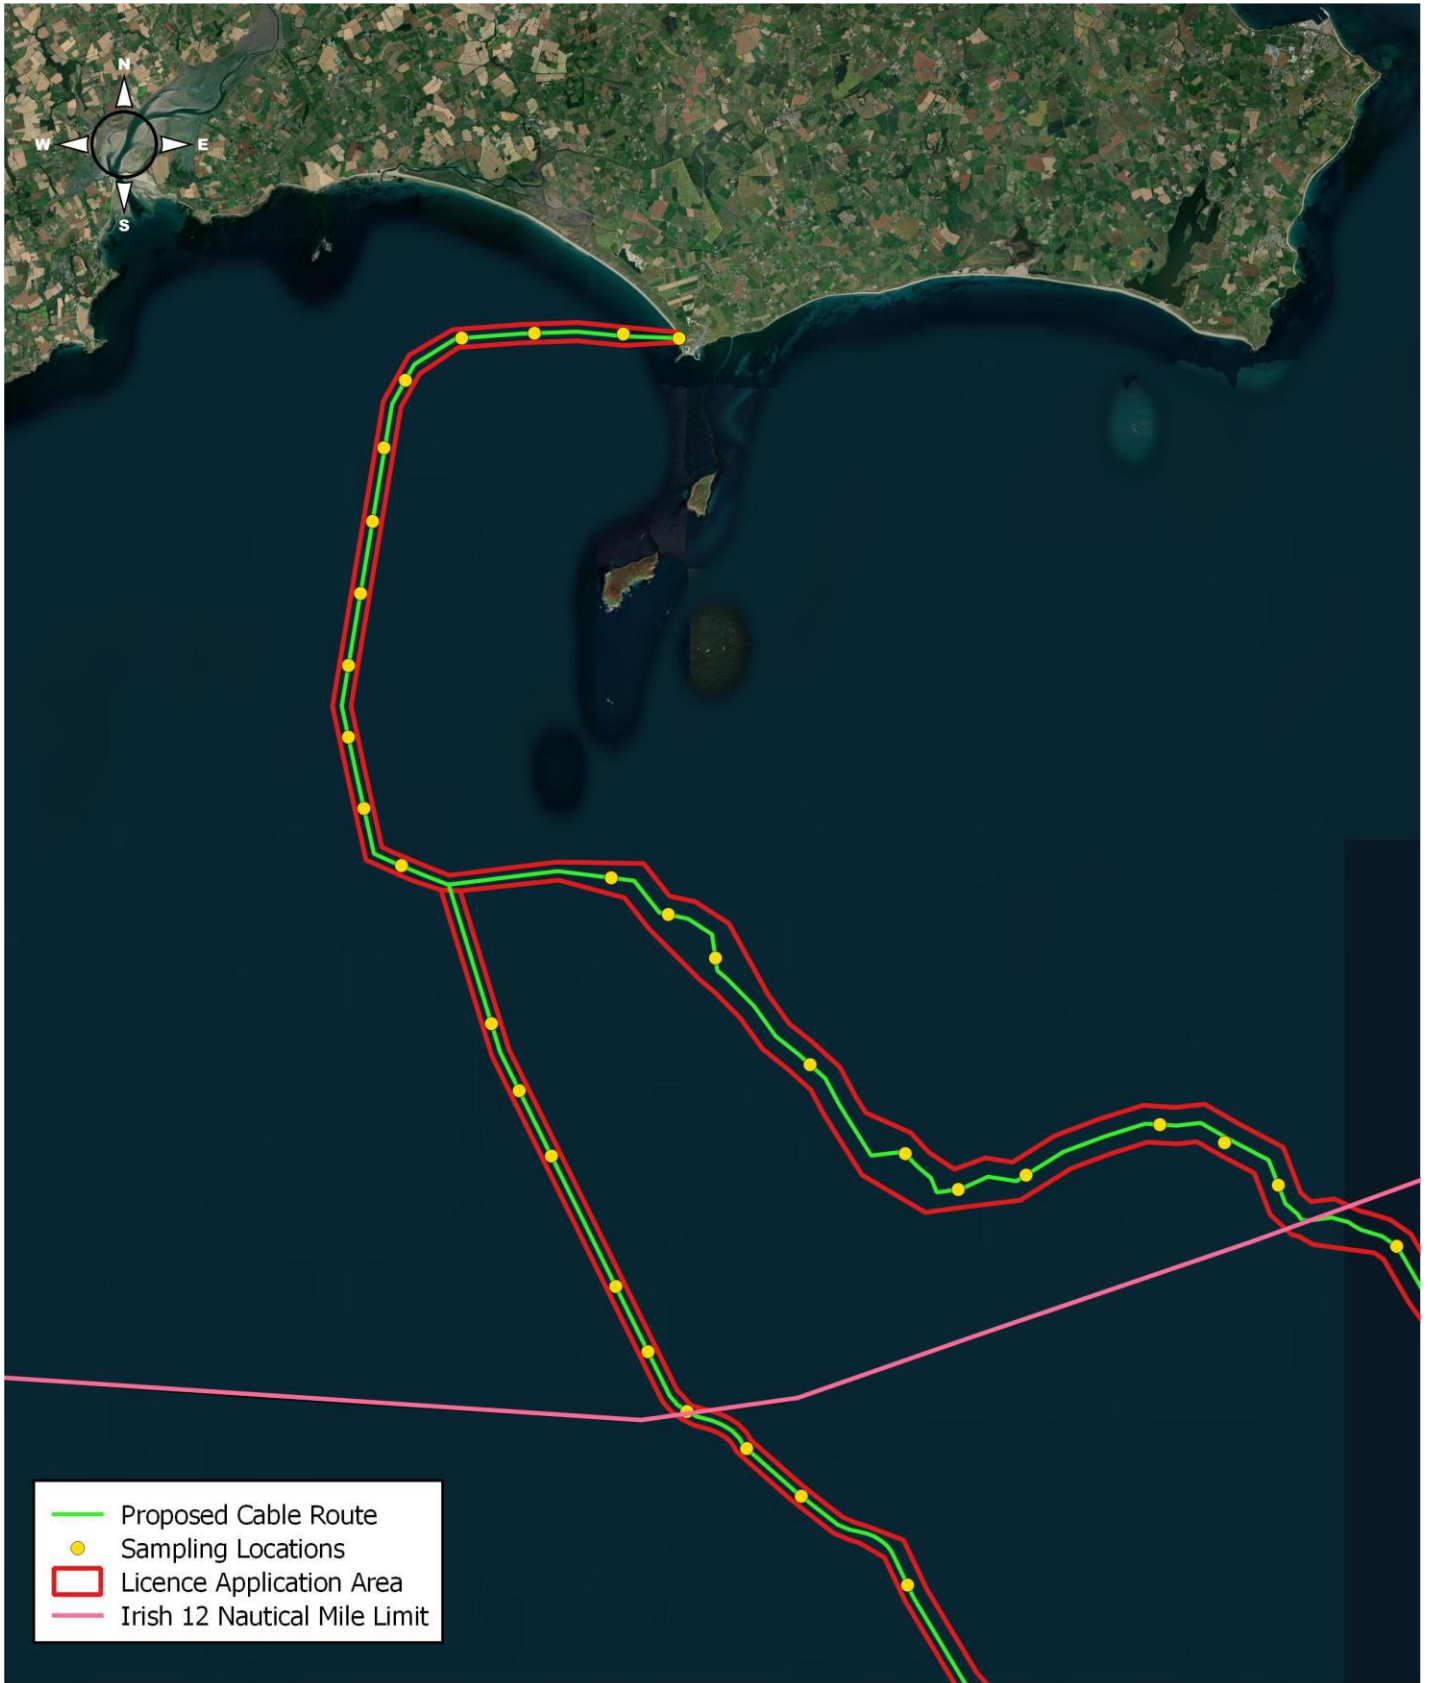 N
W E
S
Proposed Cable Route
Sampling Locations
Licence Application Area
Irish 12 Nautical Mile Limit